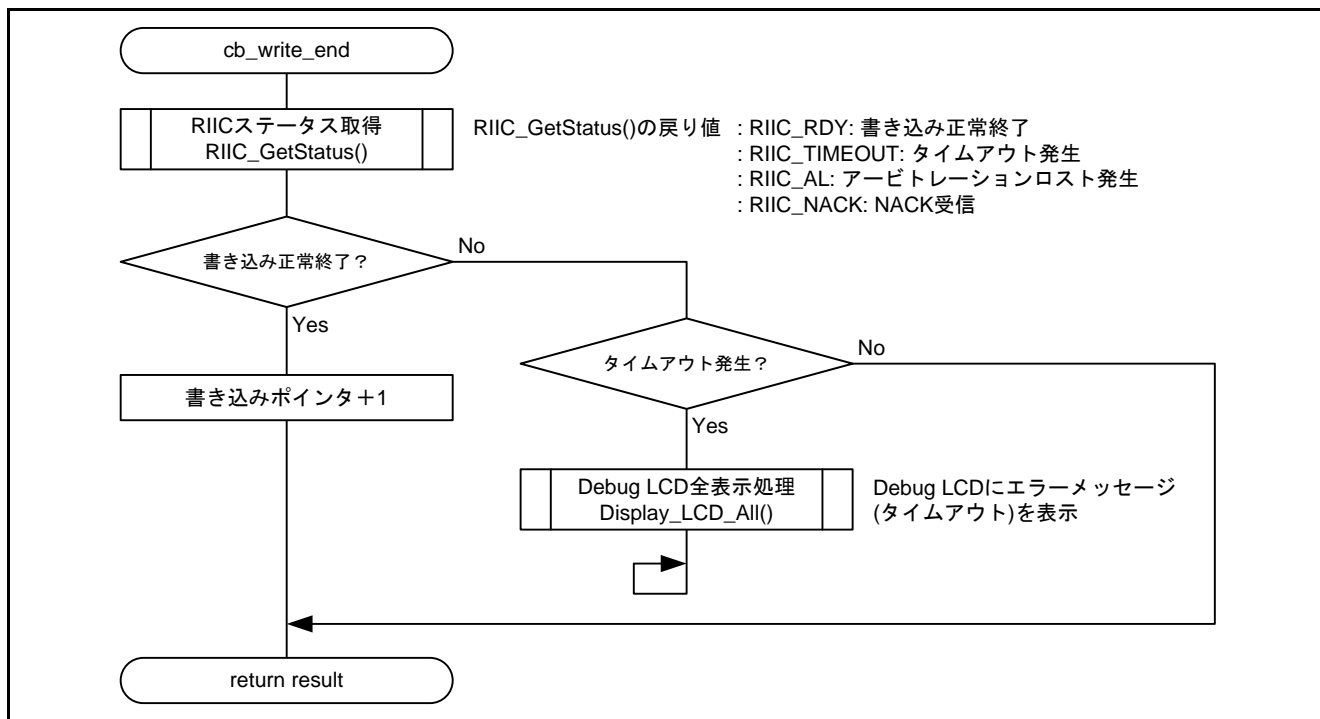 cb_write_end
RIICステータス取得
RIIC_GetStatus()
RIIC_GetStatus()の戻り値 : RIIC_RDY: 書き込み正常終了
: RIIC_TIMEOUT: タイムアウト発生
: RIIC_AL: アービトレーションロスト発生
: RIIC_NACK: NACK受信
書き込み正常終了？
No
Yes
タイムアウト発生？
No
書き込みポインタ＋1
Yes
Debug LCD全表示処理
Display_LCD_All()
Debug LCDにエラーメッセージ
(タイムアウト)を表示
return result